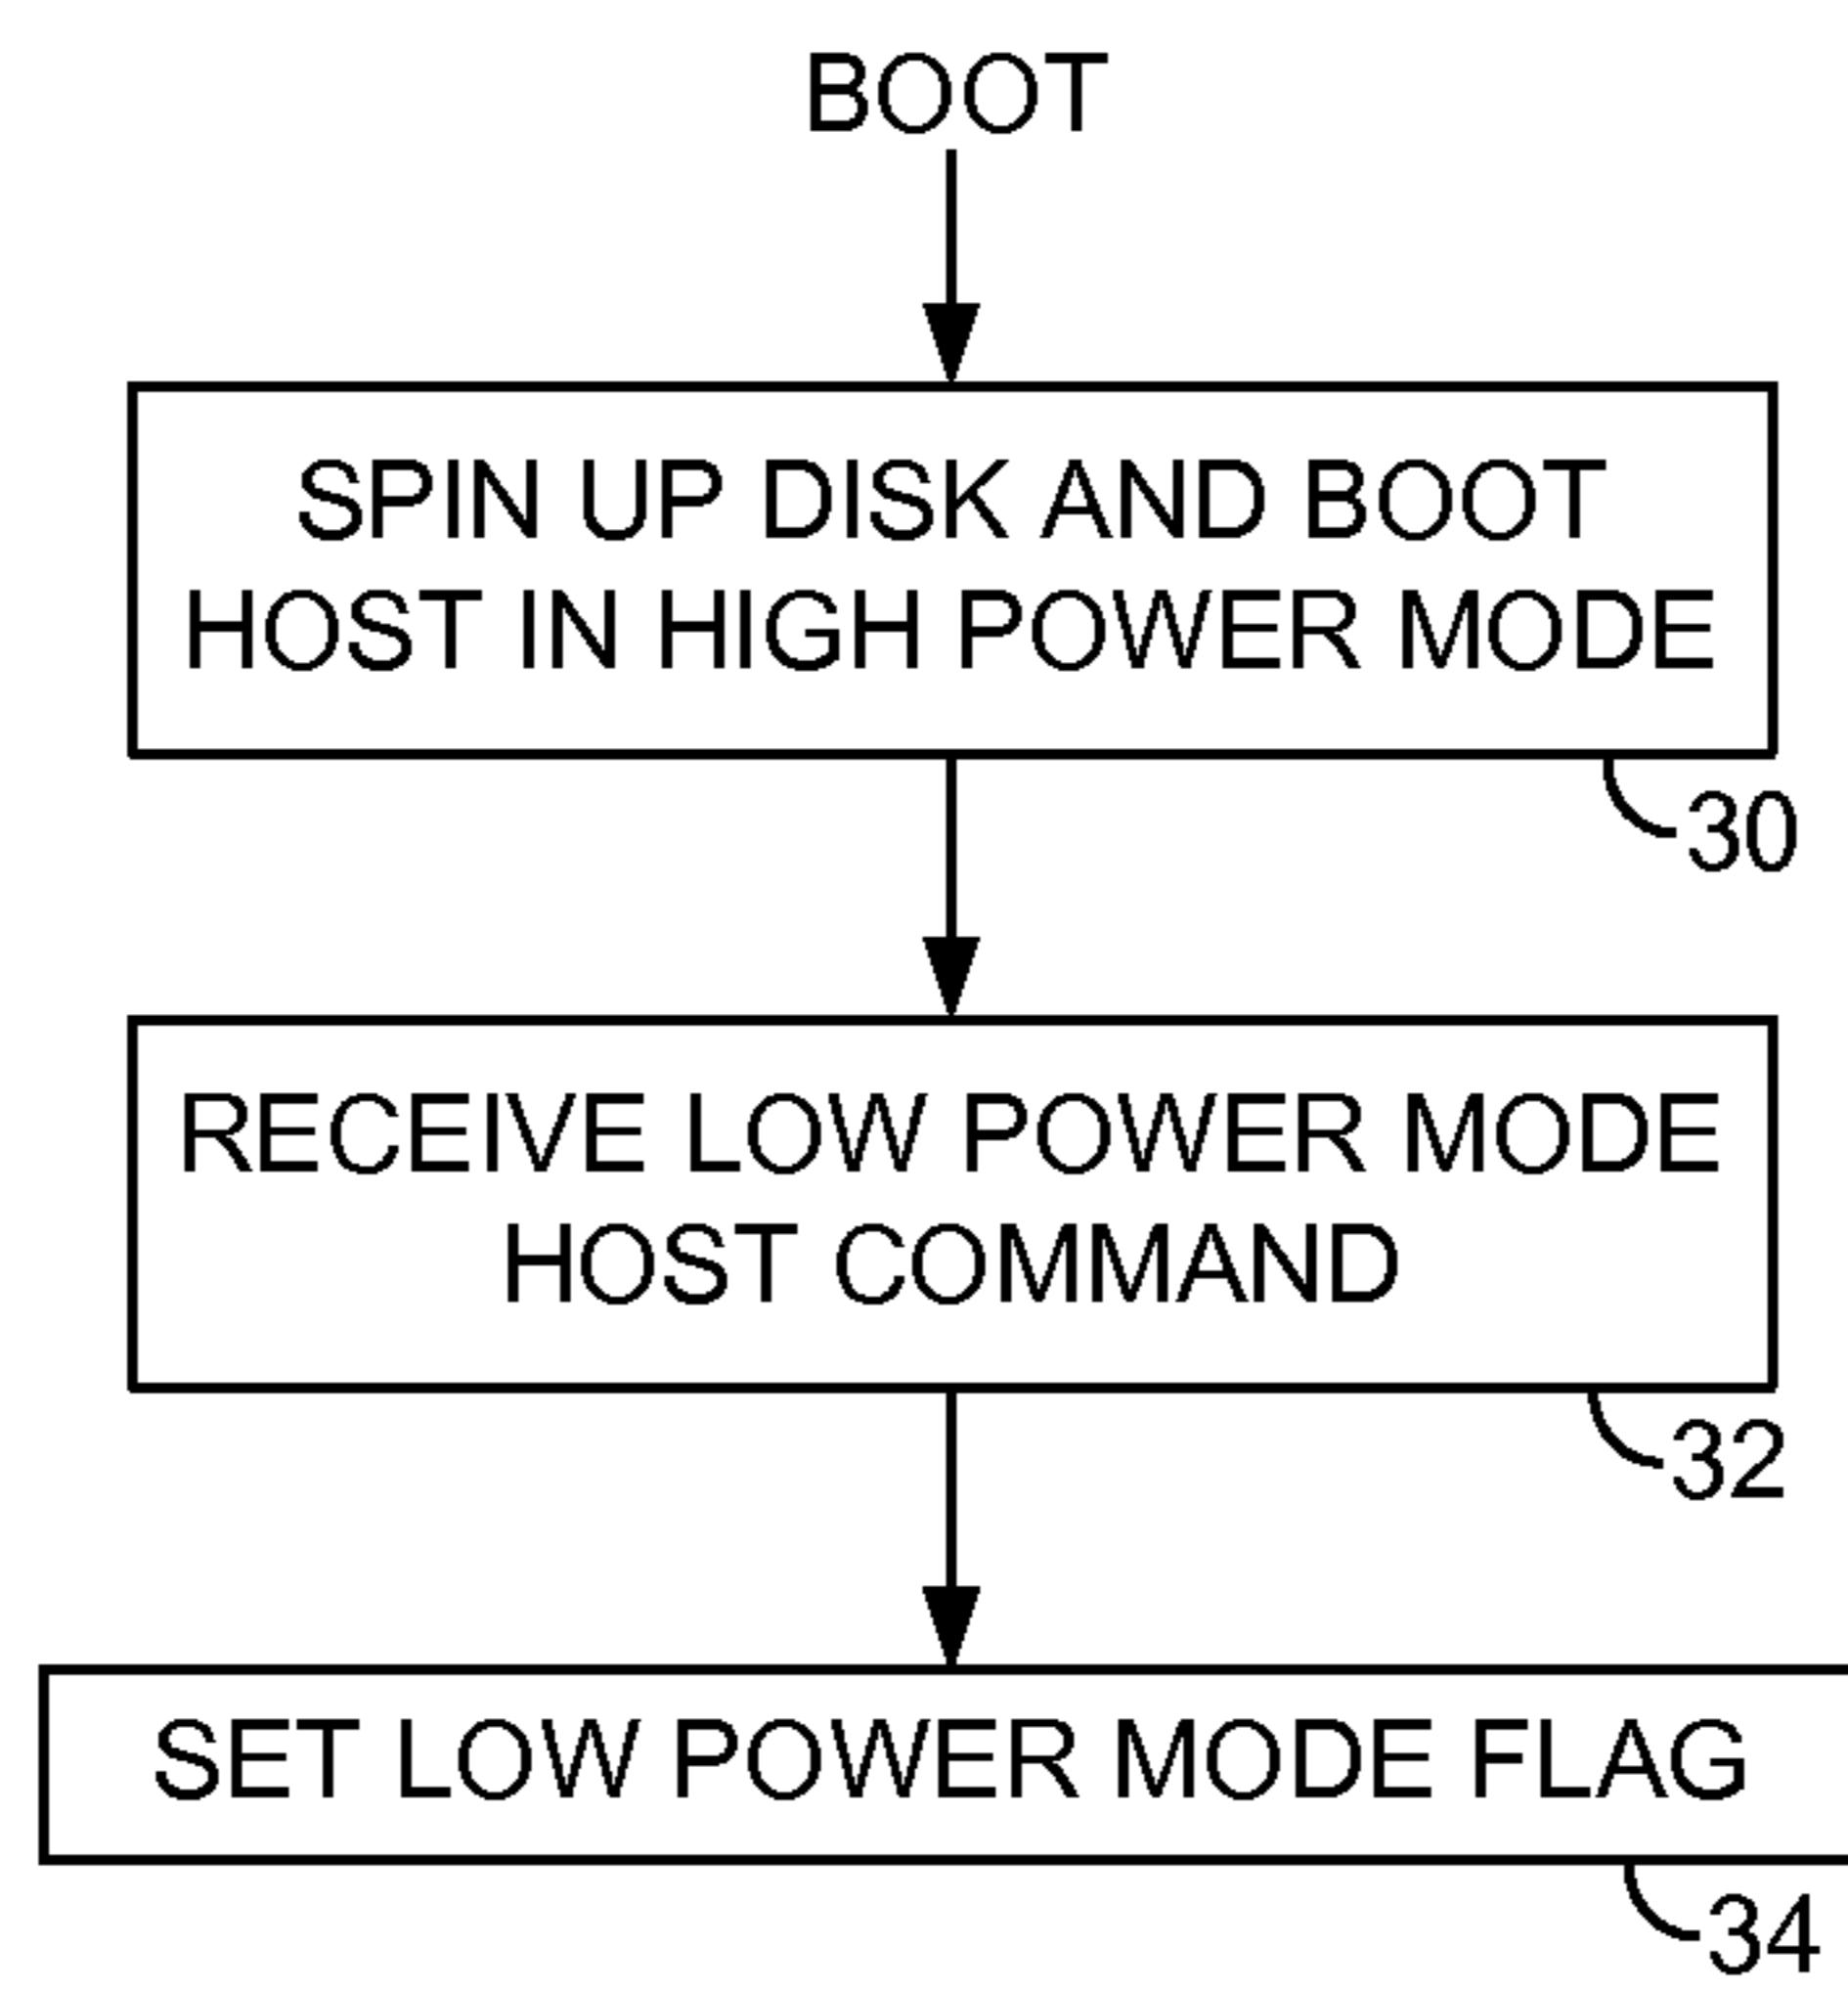 BOOT
SPIN UP DISK AND BOOT
HOST IN HIGH POWER MODE
30
RECEIVE LOW POWER MODE
HOST COMMAND
32
SET LOW POWER MODE FLAG
34